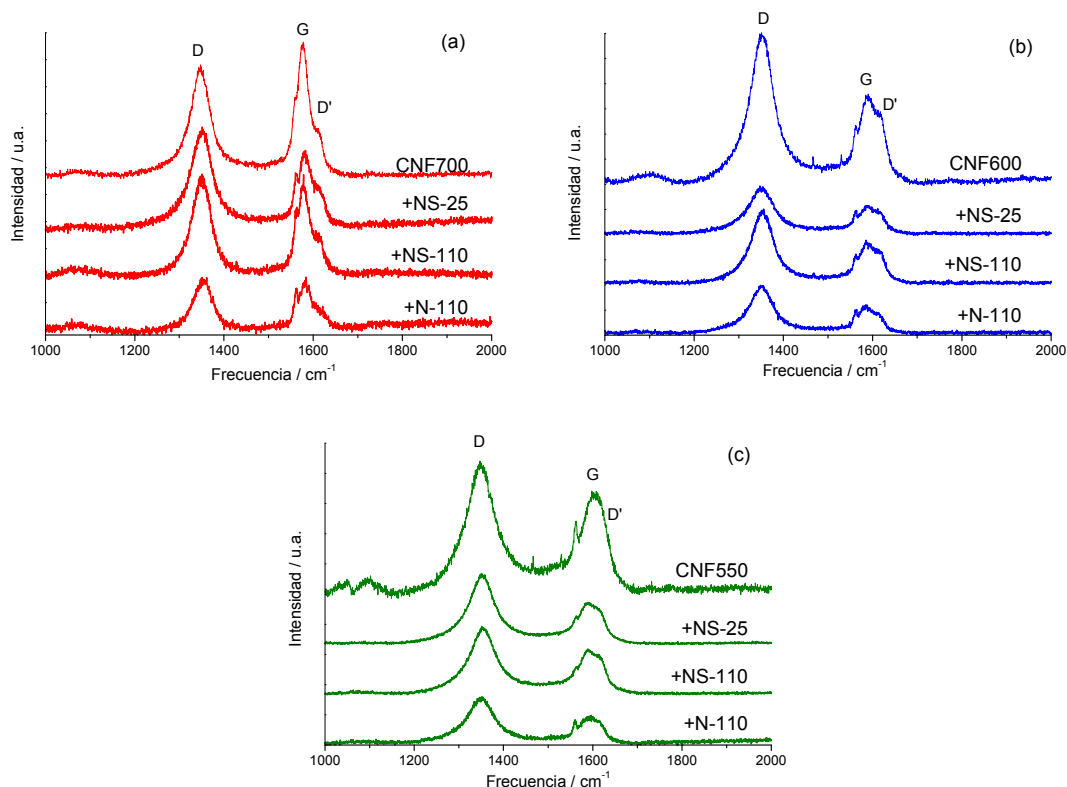 (a)
G
D
D'
CNF700
+NS-25
+NS-110
+N-110
Intensidad / u.a.
1000 1200 1400 1600 1800 2000
Frecuencia / cm⁻¹
(b)
D
G
D'
CNF600
+NS-25
+NS-110
+N-110
Intensidad / u.a.
1000 1200 1400 1600 1800 2000
Frecuencia / cm⁻¹
(c)
D
G
D'
CNF550
+NS-25
+NS-110
+N-110
Intensidad / u.a.
1000 1200 1400 1600 1800 2000
Frecuencia / cm⁻¹